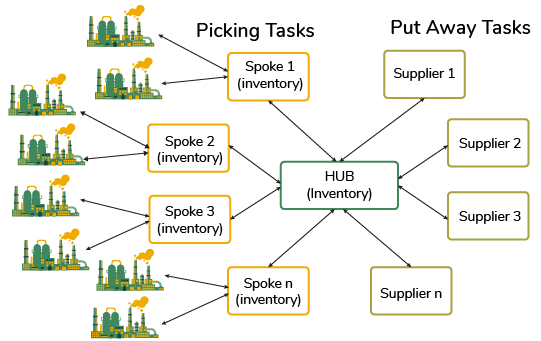 Picking Tasks
Put Away Tasks
Spoke 1
(inventory)
Supplier 1
Spoke 2
(inventory)
Supplier 2
HUB
(Inventory)
Spoke 3
(inventory)
Supplier 3
Spoke n
(inventory)
Supplier n